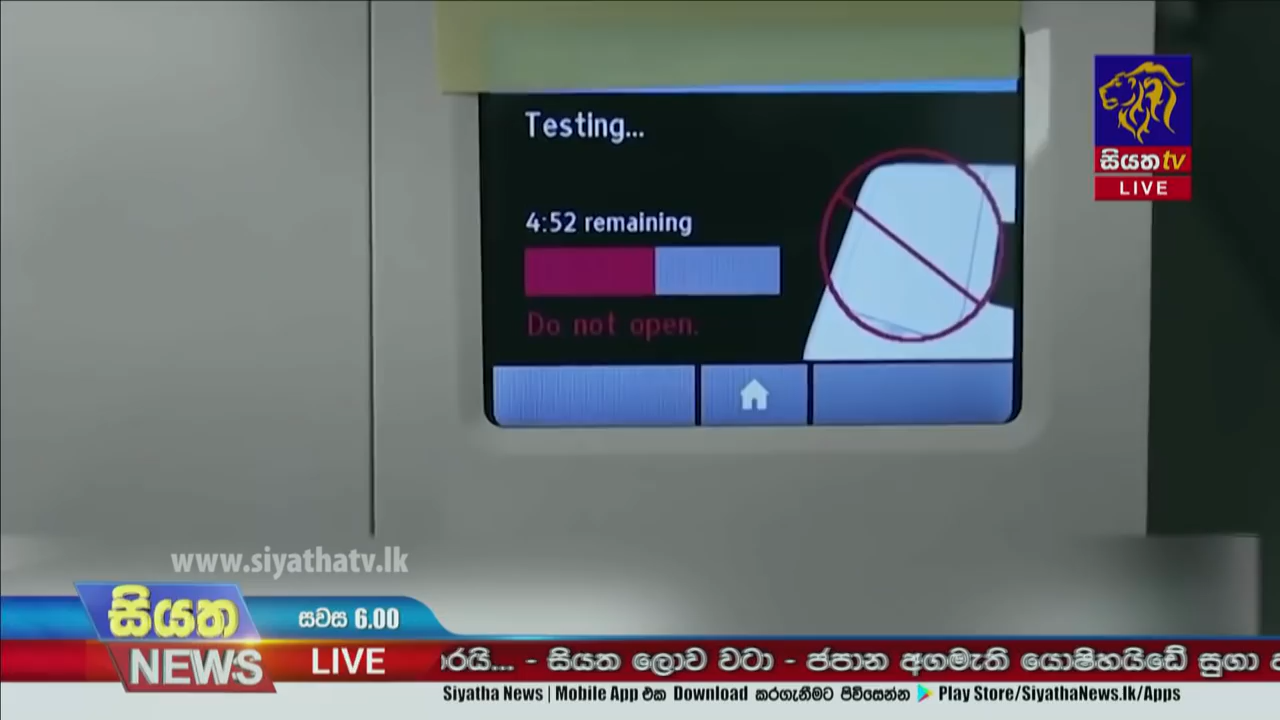 Testing...
4:52 remaining
Do not open.
සියත tv
LIVE
www.siyathatv.lk
සියත
සවස 6.00
NEWS
LIVE
රයි... - සියත ලොව වටා - ජපාන අගමැති යොෂිහයිඩේ සුගා
Siyatha News | Mobile App එක Download කරගැනීමට පිවිසෙන්න Play Store/SiyathaNews.lk/Apps